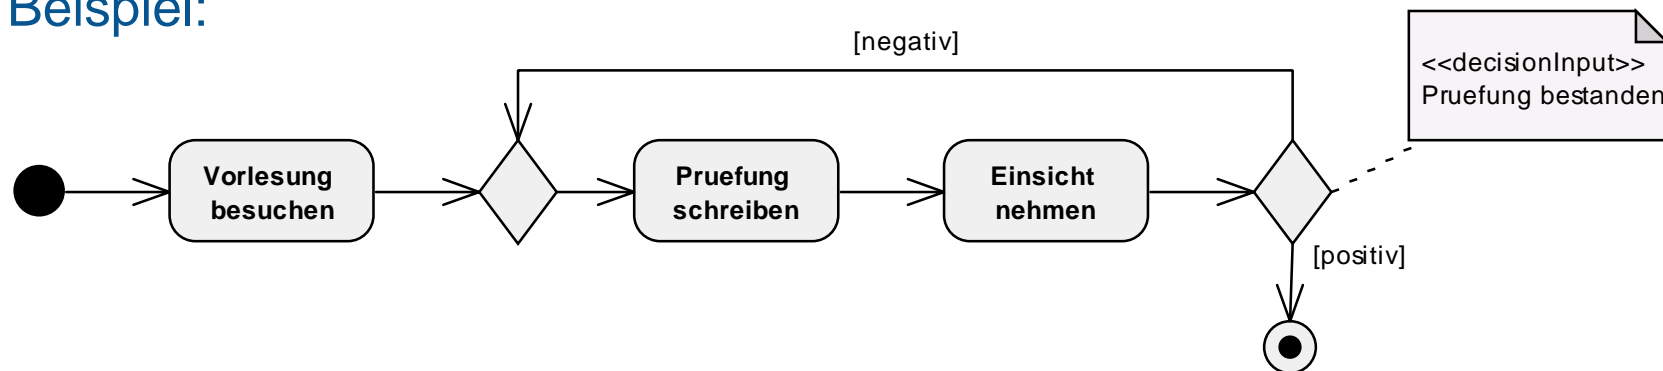 Beispiel:
[negativ]
<<decisionInput>>
Pruefung bestanden
Vorlesung
besuchen
Pruefung
schreiben
Einsicht
nehmen
[positiv]